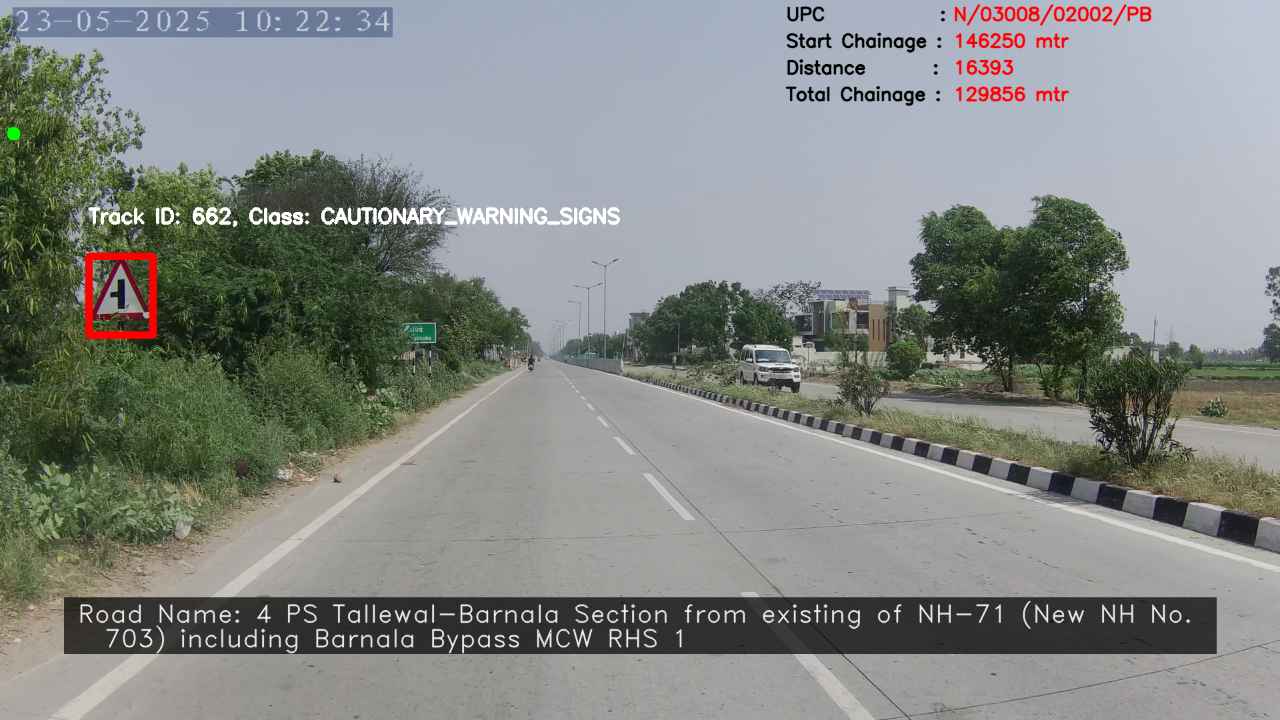 23-05-2025 10:22:34
UPC : N/03008/02002/PB
Start Chainage : 146250 mtr
Distance : 16393
Total Chainage : 129856 mtr
Track ID: 662, Class: CAUTIONARY_WARNING_SIGNS
Road Name: 4 PS Tallewal-Barnala Section from existing of NH-71 (New NH No.
703) including Barnala Bypass MCW RHS 1